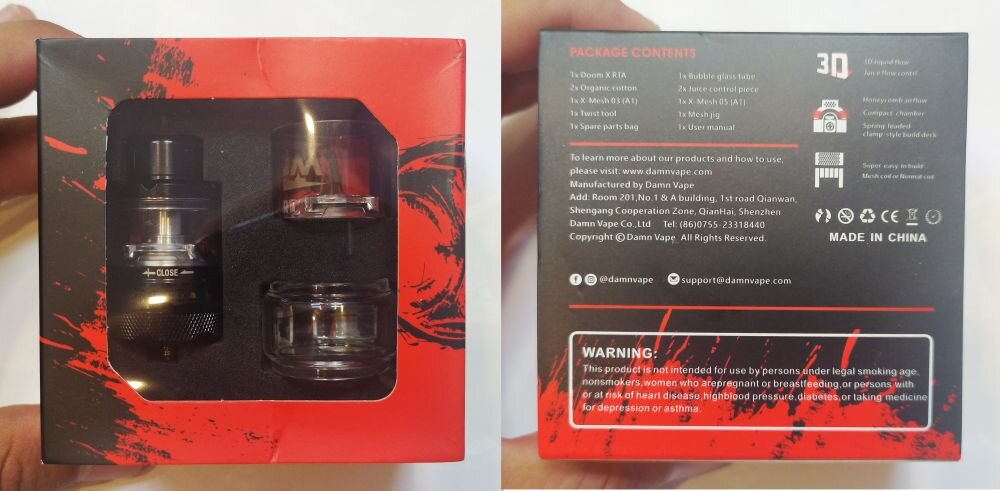 CLOSE
PACKAGE CONTENTS
1x Doom X RTA
2x Organic cotton
1x X-Mesh 03 (A1)
1x Twist tool
1x Spare parts bag
1x Bubble glass tube
2x Juice control piece
1x X-Mesh 05 (A1)
1x Mesh jig
1x User manual
3D
3D liquid flow
Juice flow contrl
Honeycomb airflow
Compact chamber
Spring-loaded
clamp-style build deck
Super easy to build
Mesh coil or Normal coil
To learn more about our products and how to use,
please visit: www.damnvape.com
Manufactured by Damn Vape
Add: Room 201,No.1 & A building, 1st road Qianwan,
Shengang Cooperation Zone, QianHai, Shenzhen
Damn Vape Co.,Ltd Tel: (86)0755-23318440
Copyright © Damn Vape. All Rights Reserved.
CE
MADE IN CHINA
@damnvape
support@damnvape.com
WARNING:
This product is not intended for use by persons under legal smoking age,
nonsmokers,women who arepregnant or breastfeeding,or persons with
or at risk of heart disease,highblood pressure,diabetes,or taking medicine
for depression or asthma.